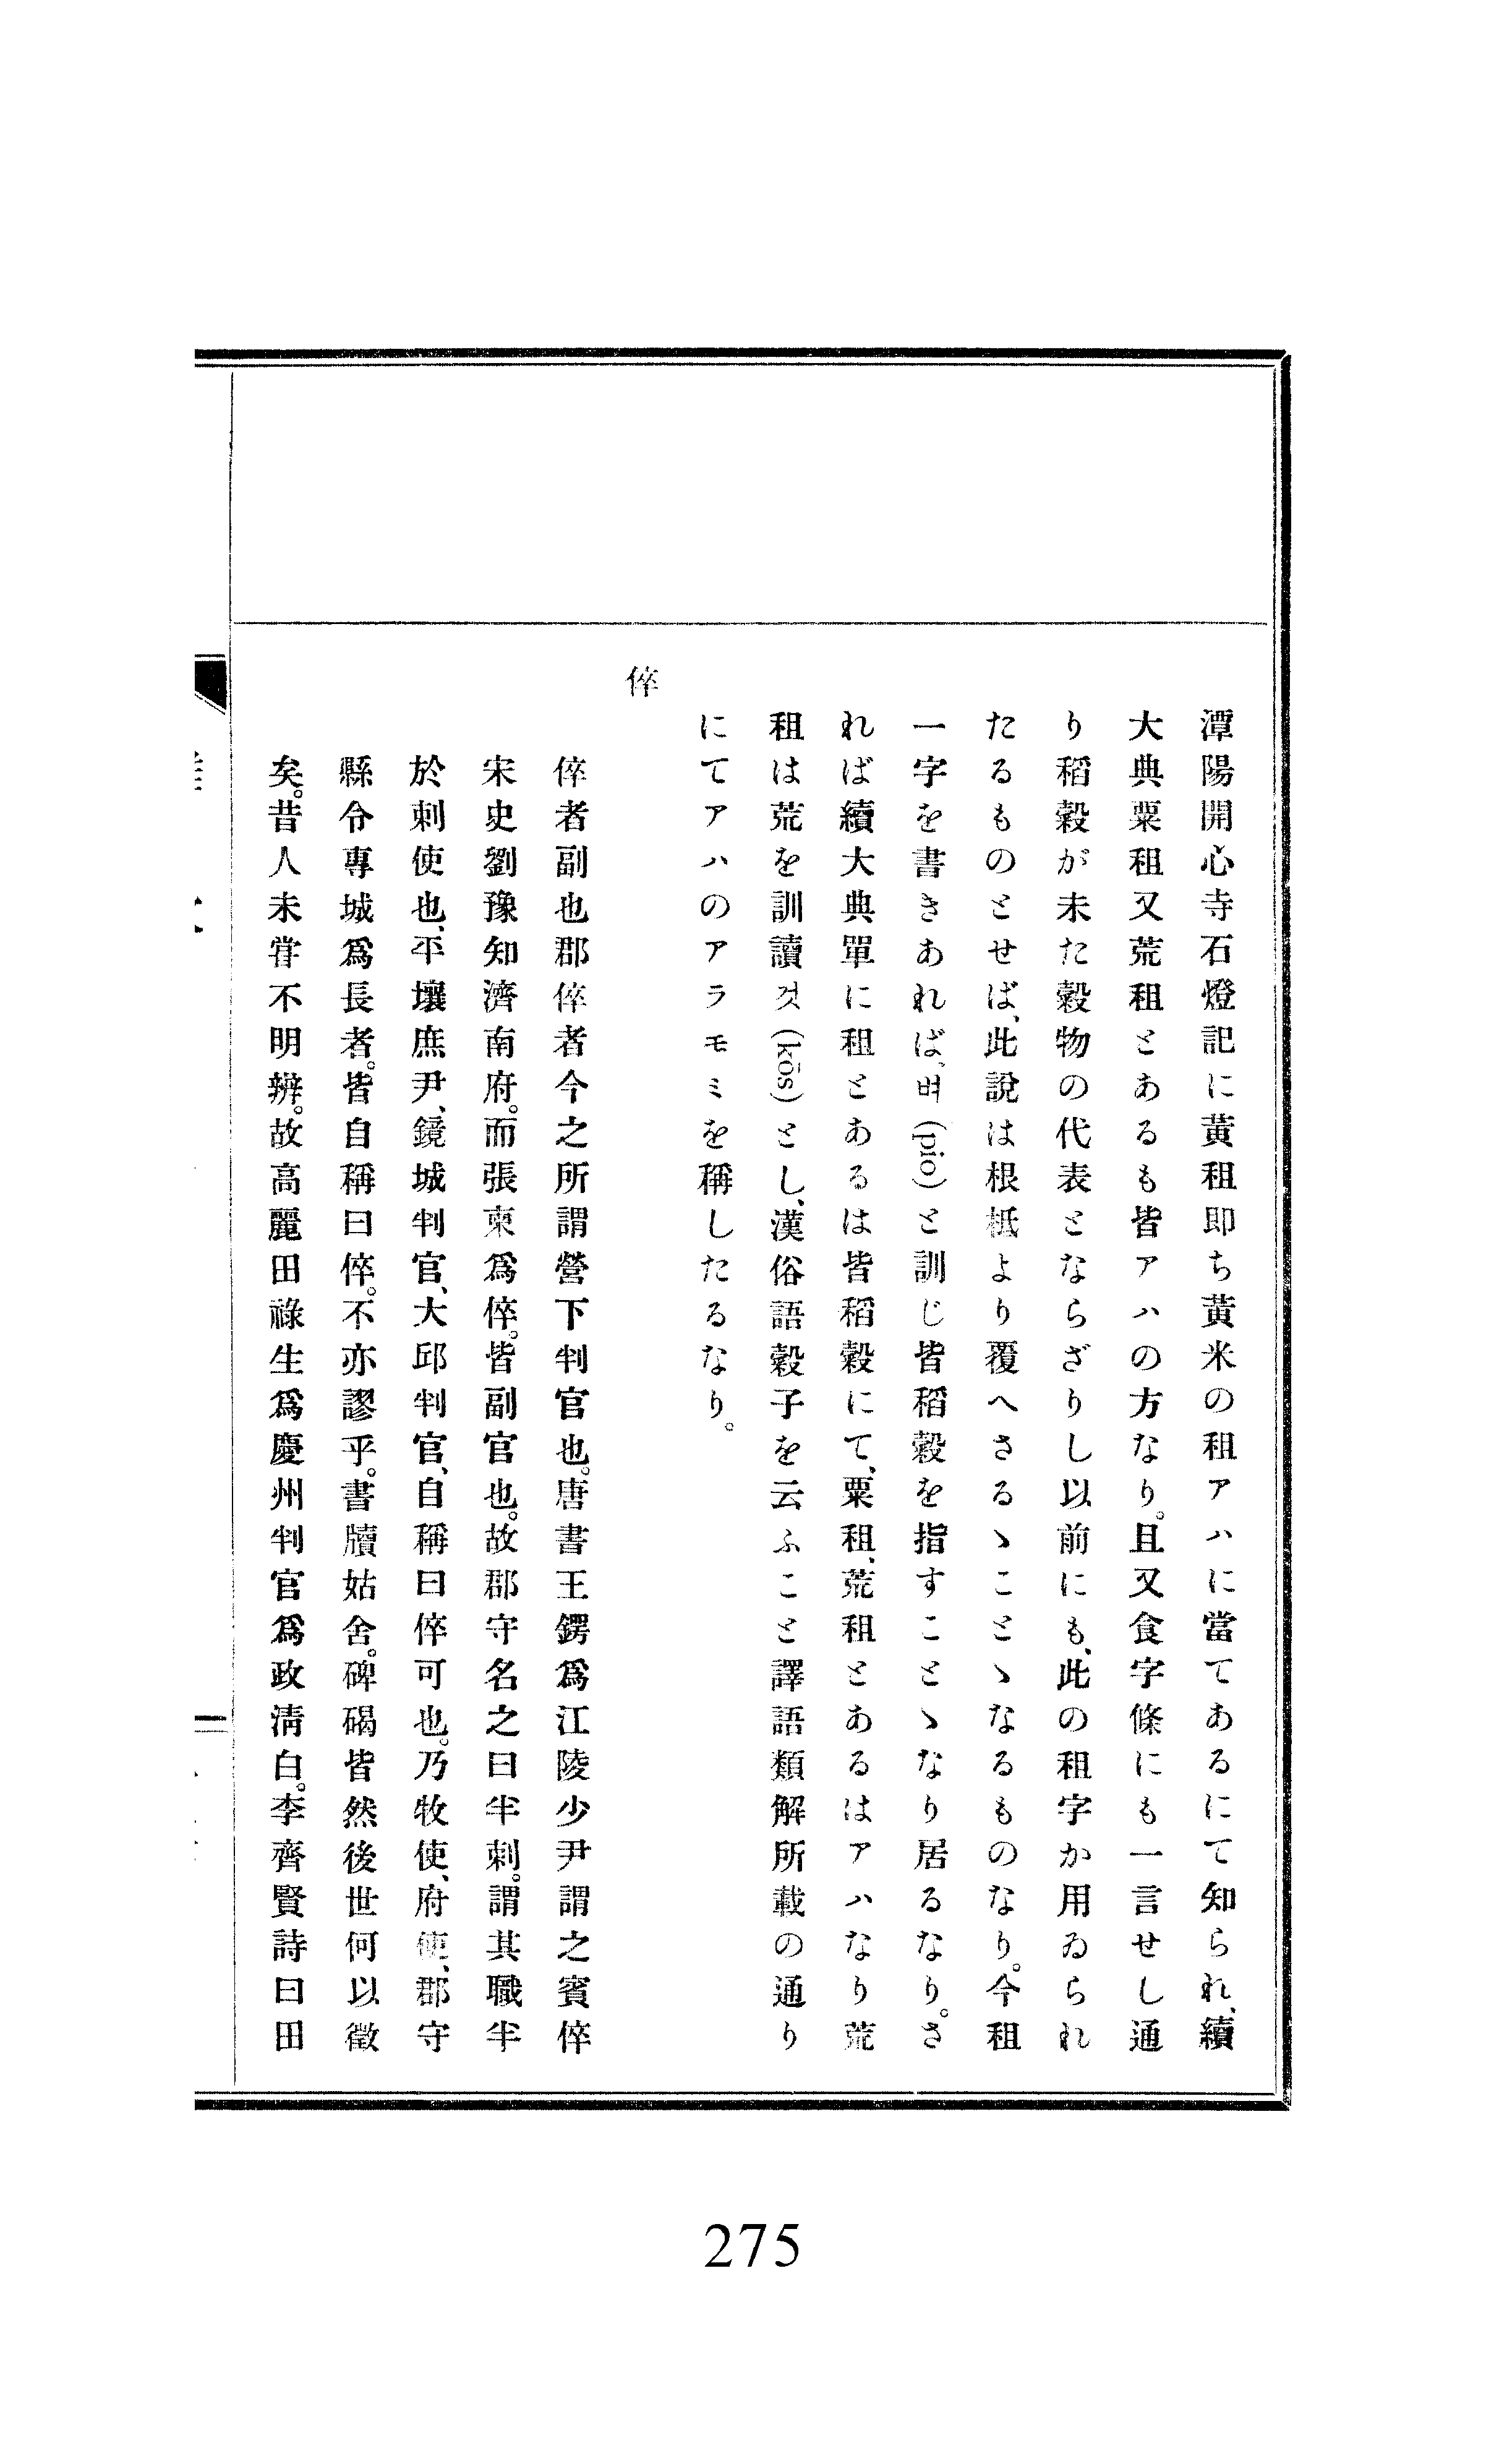 潭陽開心寺石燈記に黃租即ち黃米の租アハに當てあるにて知られ、續
大典粟租又荒租とあるも皆アハの方なり。且又食字條にも一言せし通
り稻穀が未た穀物の代表とならざりし以前にも、此の租字か用ゐられ
たるものとせば、此說は根柢より覆へさるゝことゝなるものなり。今租
一字を書きあれば、벼(pio)と訓じ皆稻穀を指すことゝなり居るなり。さ
れば續大典單に租とあるは皆稻穀にて、粟租、荒租とあるはアハなり荒
租は荒を訓讀것(kŏs)とし、漢俗語穀子を云ふこと譯語類解所載の通り
にてアハのアラモミを稱したるなり。
倅
倅者副也郡倅者今之所謂營下判官也。唐書王鍔爲江陵少尹謂之賓倅
宋史劉豫知濟南府。而張柬爲倅。皆副官也。故郡守名之曰半刺。謂其職半
於刺使也、平壤庶尹、鏡城判官、大邱判官、自稱曰倅可也。乃牧使、府使、郡守
縣令專城爲長者。皆自稱曰倅。不亦謬乎。書牘姑舍。碑碣皆然後世何以徵
矣。昔人未甞不明辨。故高麗田祿生爲慶州判官爲政淸白。李齊賢詩曰田
275